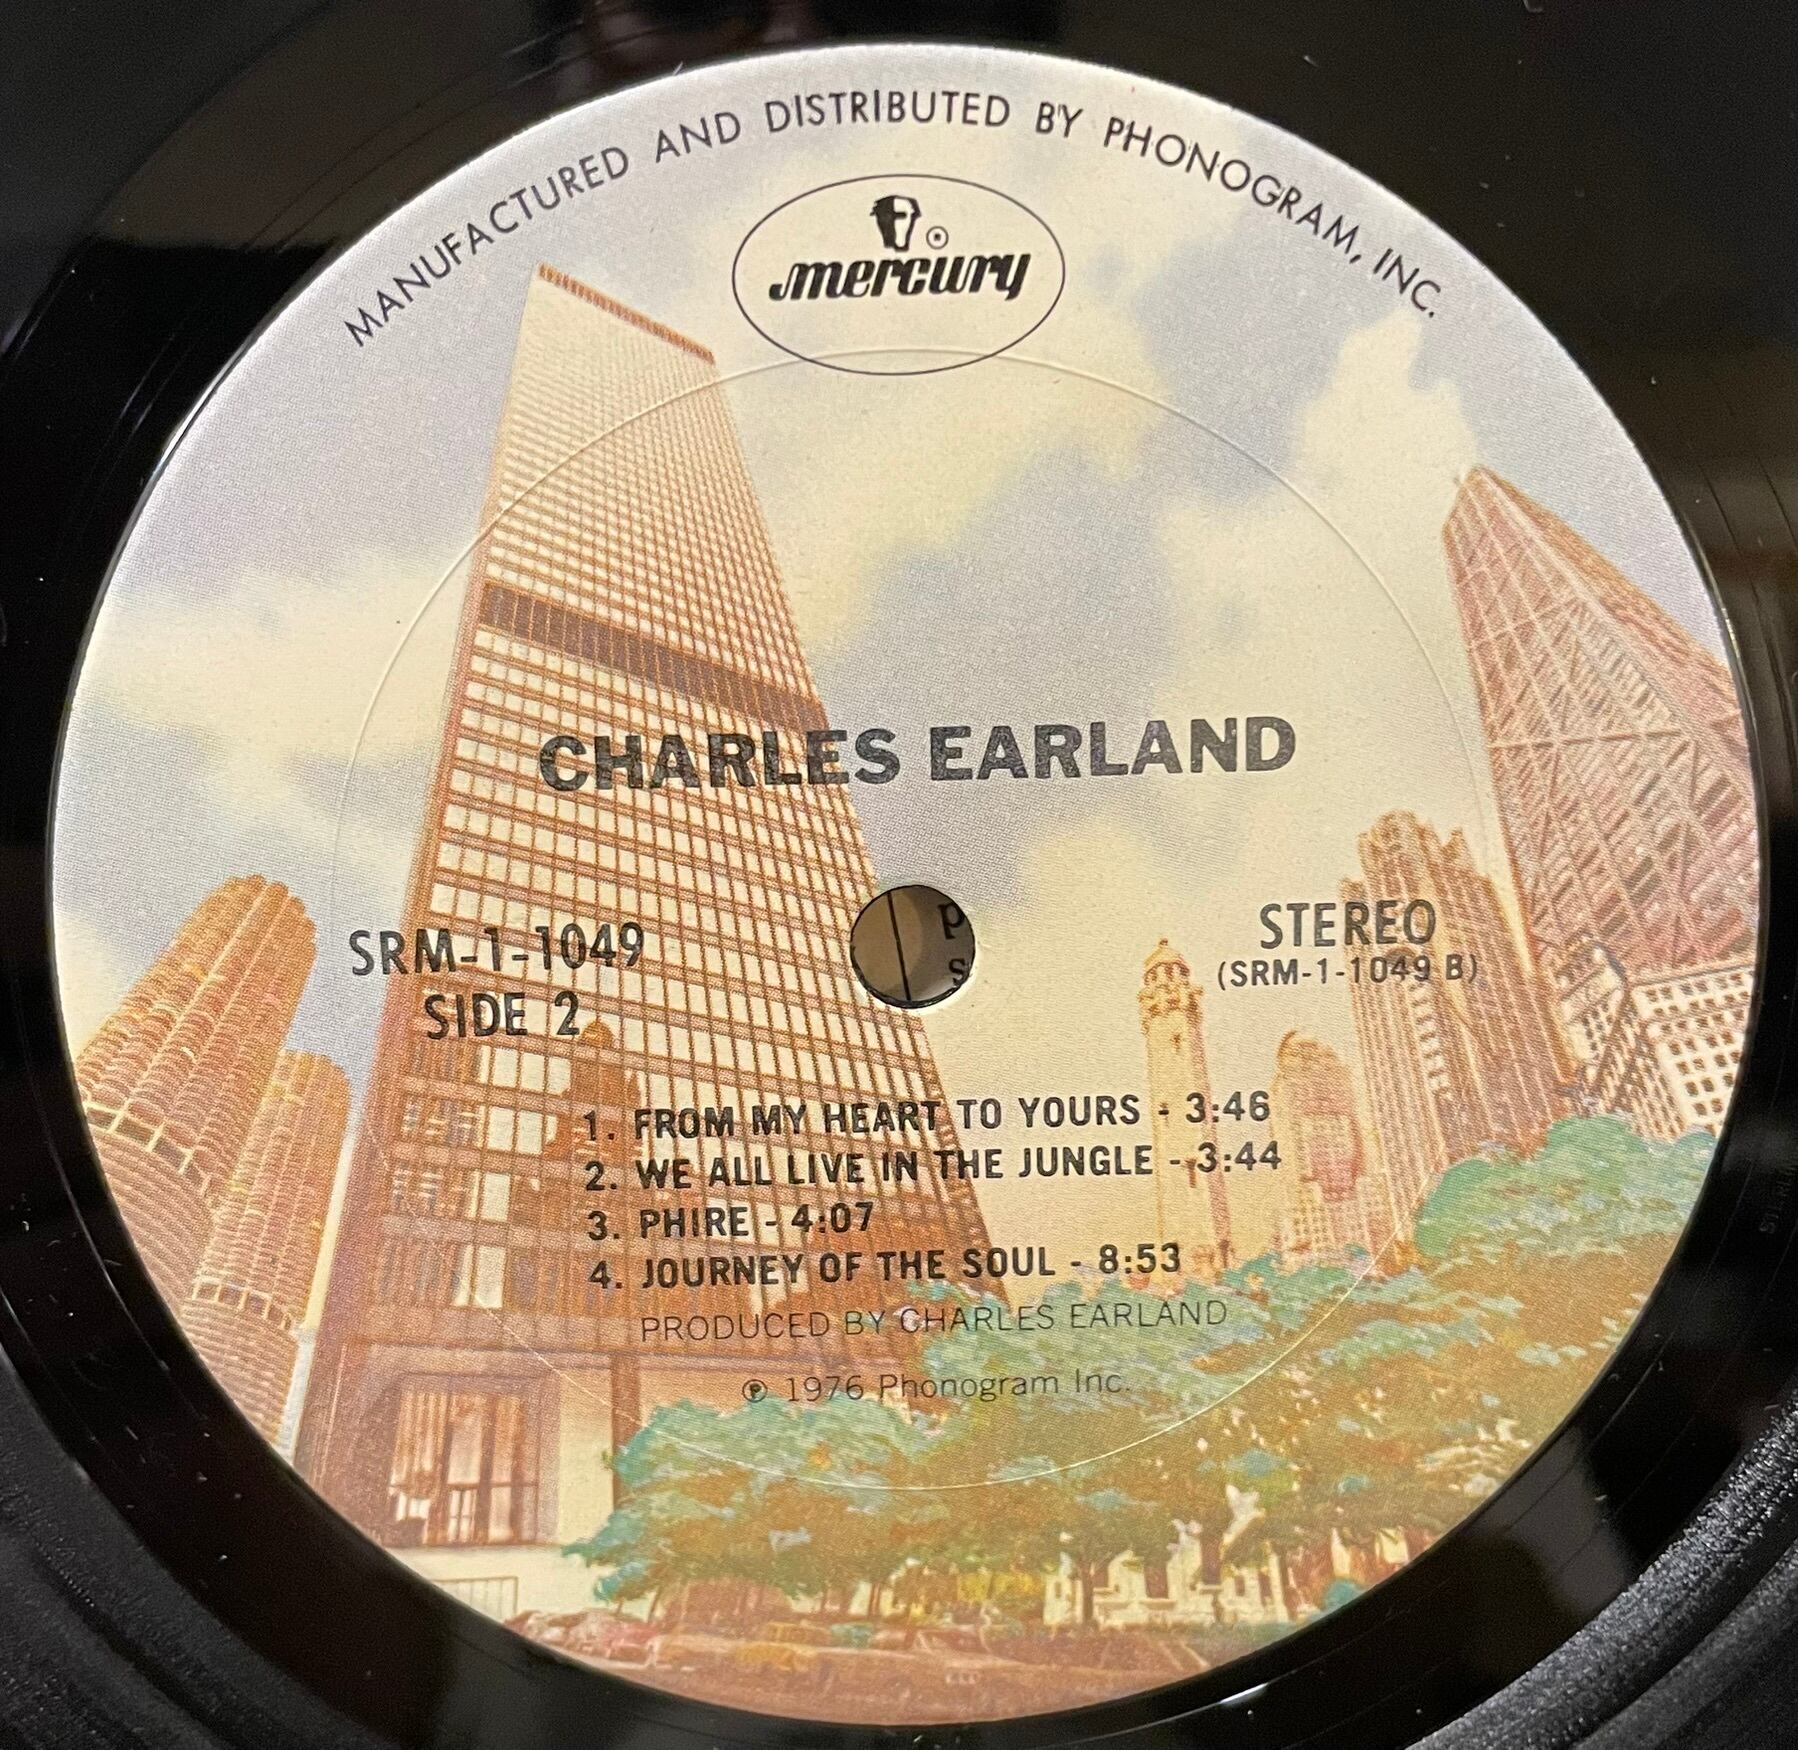 MANUFACTURED AND DISTRIBUTED BY PHONOGRAM, INC.
mercury
CHARLES EARLAND
SRM-1-1049
SIDE 2
STEREO
(SRM-1-1049 B)
1. FROM MY HEART TO YOURS - 3:46
2. WE ALL LIVE IN THE JUNGLE - 3:44
3. PHIRE - 4:07
4. JOURNEY OF THE SOUL - 8:53
PRODUCED BY CHARLES EARLAND
℗ 1976 Phonogram Inc.